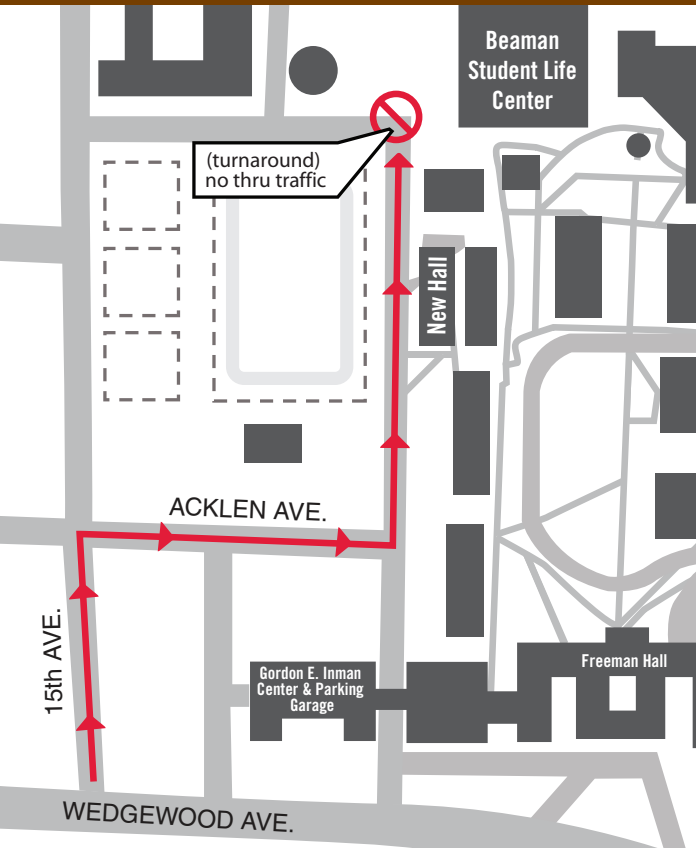 Beaman
Student Life
Center
(turnaround)
no thru traffic
New Hall
ACKLEN AVE.
15th AVE.
Gordon E. Inman
Center & Parking
Garage
Freeman Hall
WEDGEWOOD AVE.